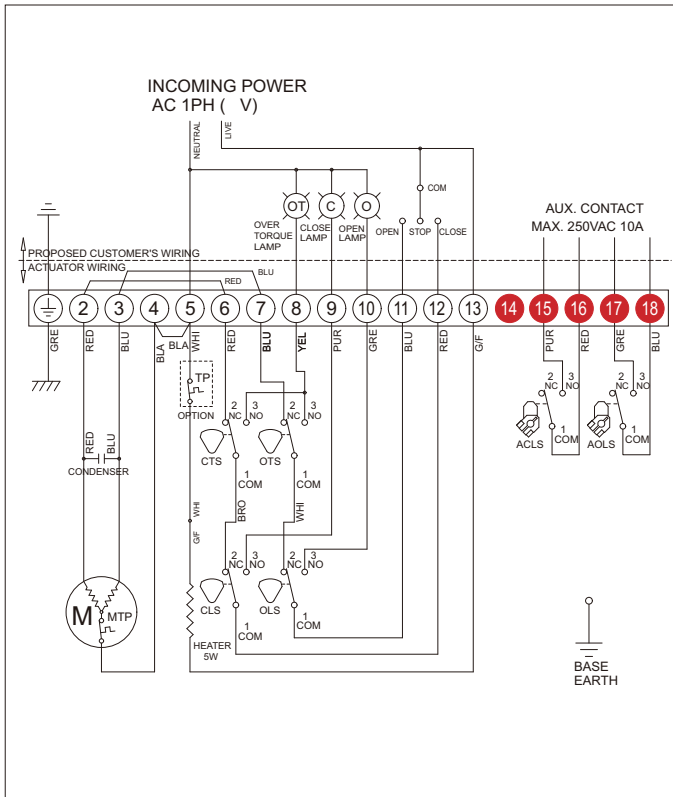 INCOMING POWER
AC 1PH ( V)
NEUTRAL
LIVE
OT
C
O
COM
OVER
TORQUE
LAMP
CLOSE
LAMP
OPEN
LAMP
OPEN
STOP
CLOSE
AUX. CONTACT
MAX. 250VAC 10A
PROPOSED CUSTOMER'S WIRING
ACTUATOR WIRING
BLU
RED
2 3 4 5 6 7 8 9 10 11 12 13 14 15 16 17 18
GRE
RED
BLU
BLA
BLA
WHI
RED
BLU
YEL
PUR
GRE
BLU
RED
G/F
PUR
RED
GRE
BLU
TP
OPTION
2
NC
3
NO
CTS
1
COM
2
NC
3
NO
OTS
1
COM
2
NC
3
NO
ACLS
1
COM
2
NC
3
NO
AOLS
1
COM
RED
BLU
CONDENSER
WHI
G/F
BRO
WHI
2
NC
3
NO
CLS
1
COM
2
NC
3
NO
OLS
1
COM
M
MTP
HEATER
5W
BASE
EARTH